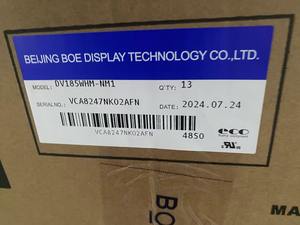 BEIJING BOE DISPLAY TECHNOLOGY CO.,LTD.
MODEL: DV185WHM-NM1 Q'TY: 13
SERIAL NO: VCA8247NK02AFN DATE: 2024.07.24
VCA8247NK02AFN
4850 eco
BO
MA